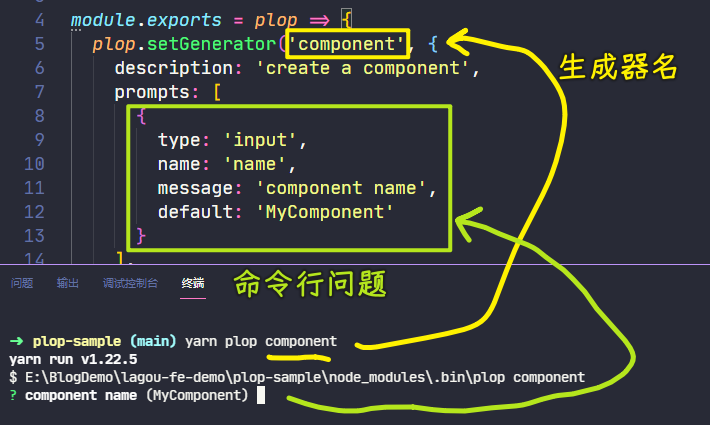 4 module.exports = plop => {
5 plop.setGenerator('component', {
6 description: 'create a component',
生成器名
7 prompts: [
8 {
9 type: 'input',
10 name: 'name',
11 message: 'component name',
12 default: 'MyComponent'
13 }
14 ],
问题 输出 调试控制台 终端 命令行问题
➜ plop-sample (main) yarn plop component
yarn run v1.22.5
$ E:\BlogDemo\lagou-fe-demo\plop-sample\node_modules\.bin\plop component
? component name (MyComponent)